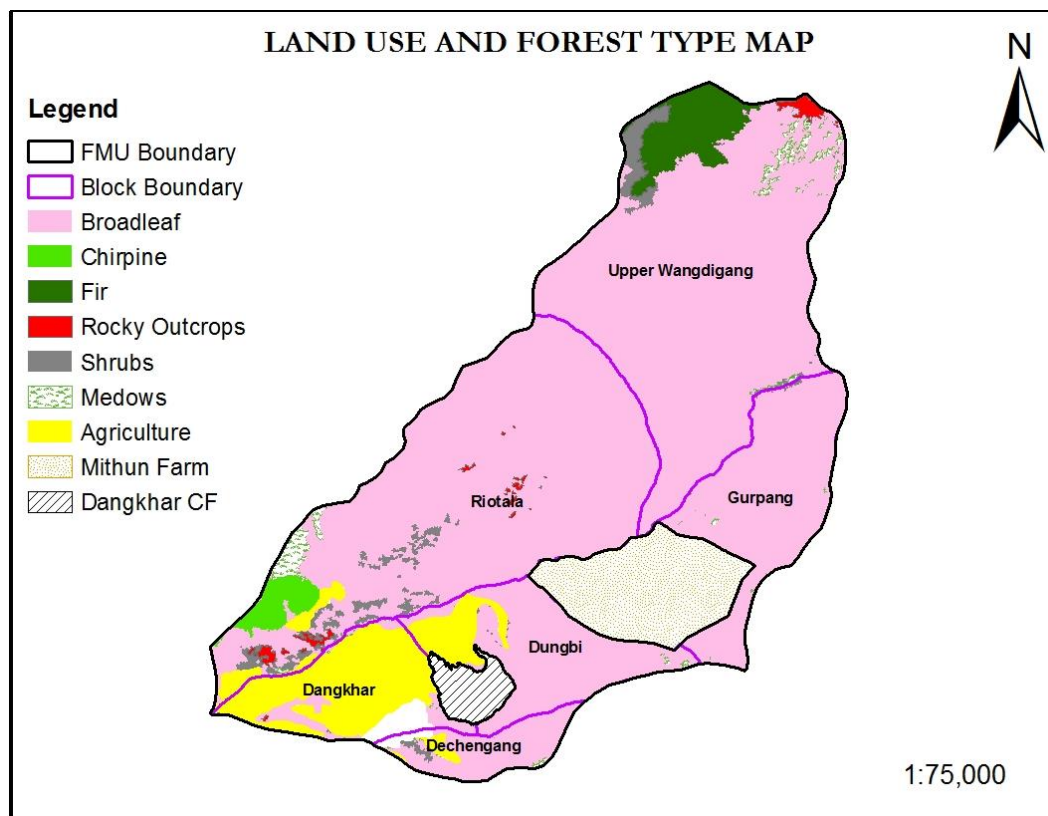 LAND USE AND FOREST TYPE MAP
N
Legend
FMU Boundary
Block Boundary
Broadleaf
Chirpine
Fir
Rocky Outcrops
Shrubs
Medows
Agriculture
Mithun Farm
Dangkhar CF
Upper Wangdigang
Gurpang
Riotala
Dungbi
Dangkhar
Dechengang
1:75,000